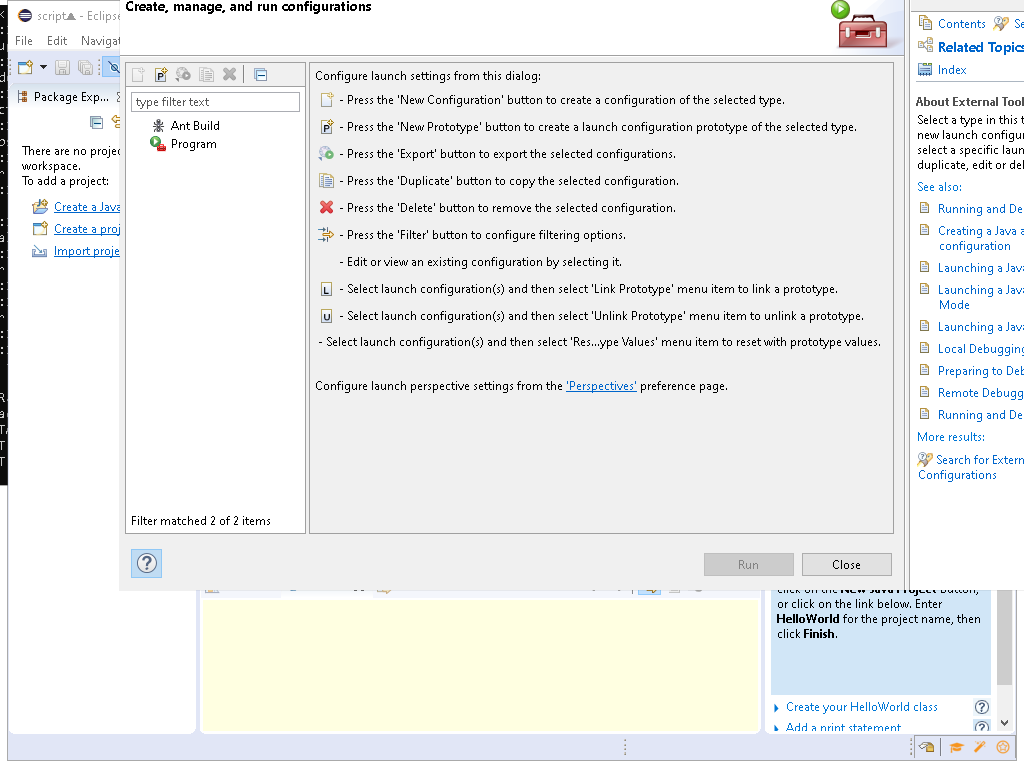 script▲ - Eclipse
File Edit Navigat
Package Exp...
There are no projec
workspace.
To add a project:
Create a Java
Create a proj
Import proje
Create, manage, and run configurations
type filter text
Ant Build
Program
Filter matched 2 of 2 items
Configure launch settings from this dialog:
- Press the 'New Configuration' button to create a configuration of the selected type.
- Press the 'New Prototype' button to create a launch configuration prototype of the selected type.
- Press the 'Export' button to export the selected configurations.
- Press the 'Duplicate' button to copy the selected configuration.
- Press the 'Delete' button to remove the selected configuration.
- Press the 'Filter' button to configure filtering options.
- Edit or view an existing configuration by selecting it.
L - Select launch configuration(s) and then select 'Link Prototype' menu item to link a prototype.
U - Select launch configuration(s) and then select 'Unlink Prototype' menu item to unlink a prototype.
- Select launch configuration(s) and then select 'Res...ype Values' menu item to reset with prototype values.
Configure launch perspective settings from the 'Perspectives' preference page.
Run Close
Contents Se
Related Topics
Index
About External Tool
Select a type in this t
new launch configur
select a specific laun
duplicate, edit or del
See also:
Running and De
Creating a Java a
configuration
Launching a Java
Launching a Java
Mode
Launching a Java
Local Debugging
Preparing to Deb
Remote Debugg
Running and De
More results:
Search for Extern
Configurations
click on the New Java Project button,
or click on the link below. Enter
HelloWorld for the project name, then
click Finish.
Create your HelloWorld class
Add a print statement